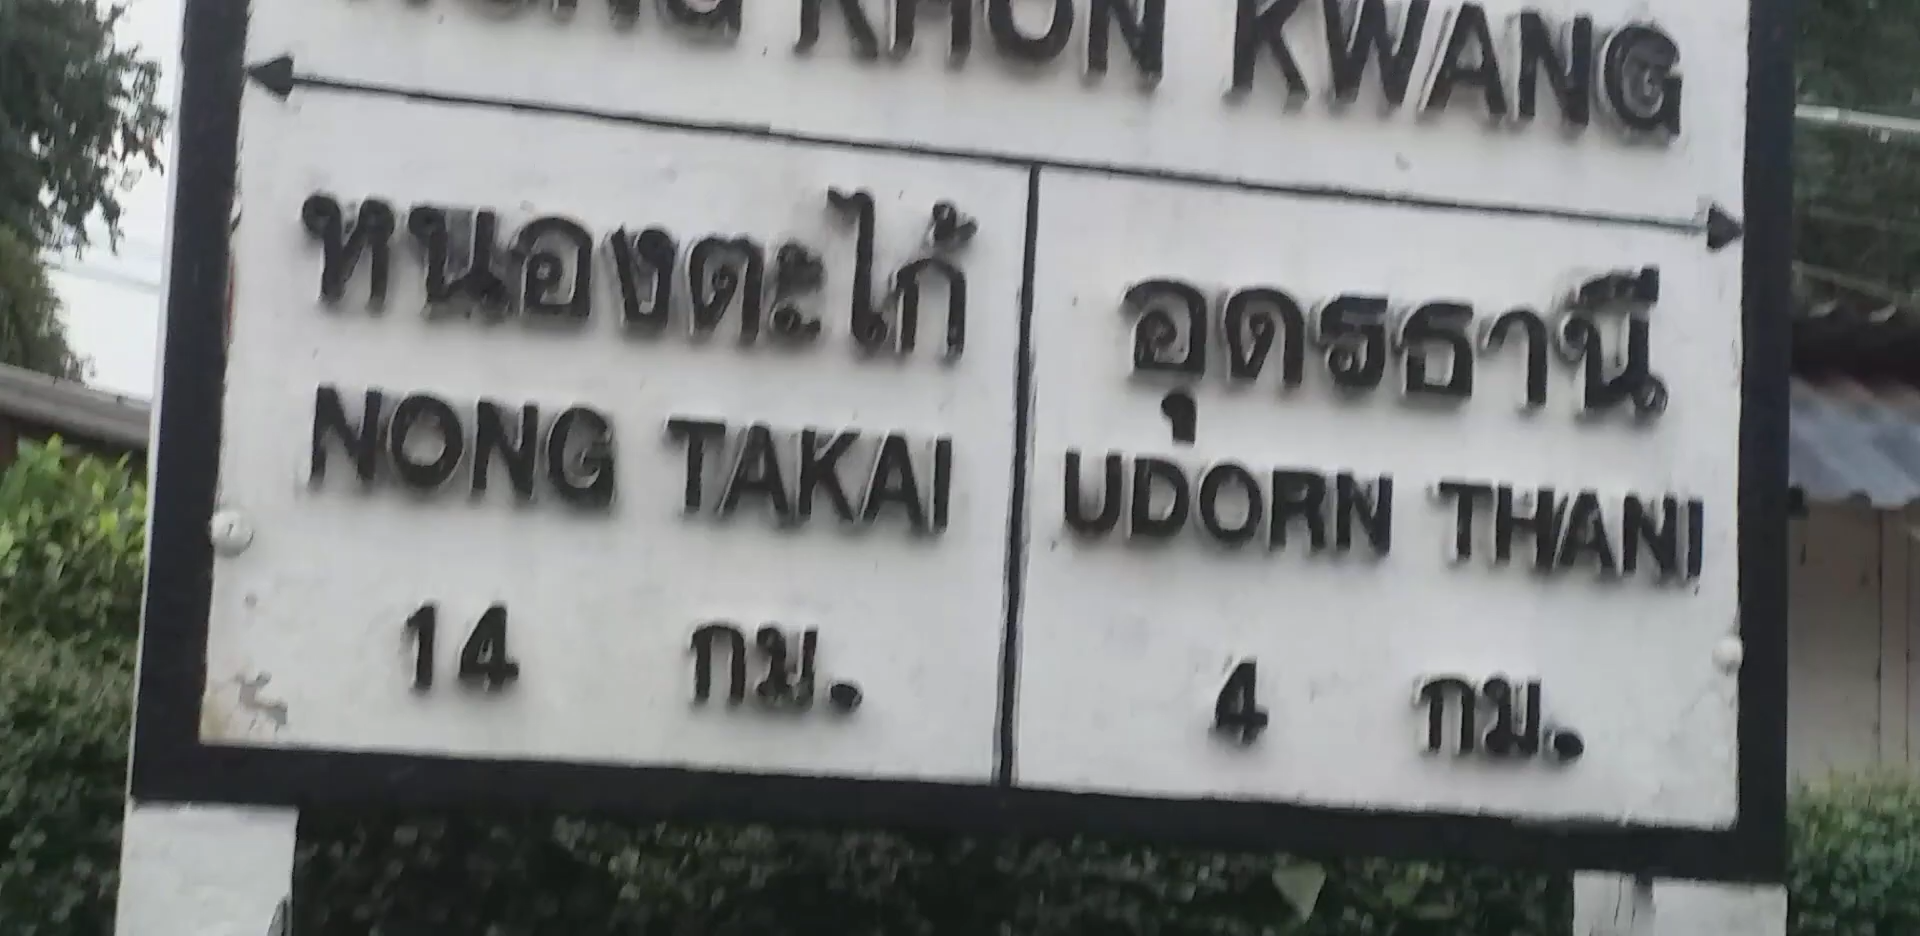 KHON KWANG
หนองตะไก้
NONG TAKAI
14 กม.
อุดรธานี
UDORN THANI
4 กม.